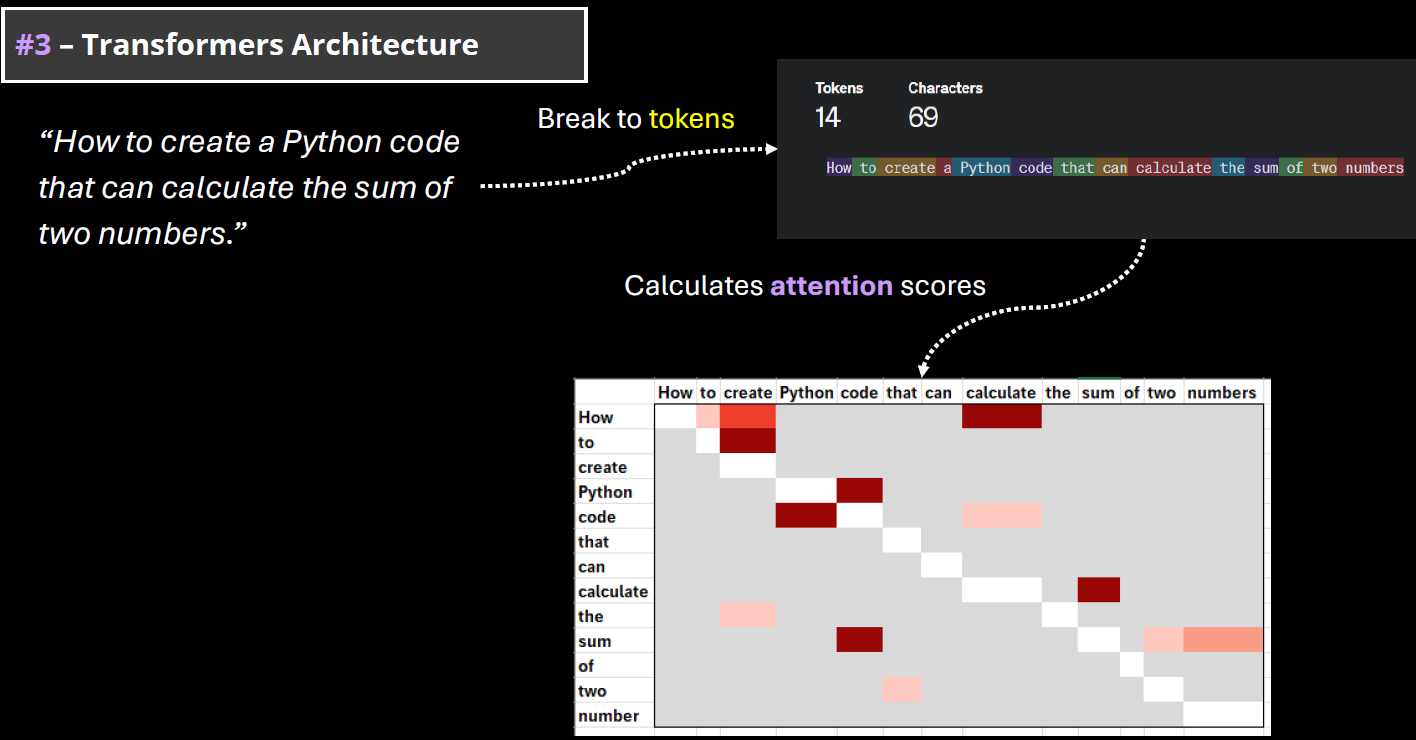 #3 – Transformers Architecture
“How to create a Python code
that can calculate the sum of
two numbers.”
Break to tokens
Tokens Characters
14 69
How to create a Python code that can calculate the sum of two numbers
Calculates attention scores
How to create Python code that can calculate the sum of two numbers
How
to
create
Python
code
that
can
calculate
the
sum
of
two
number